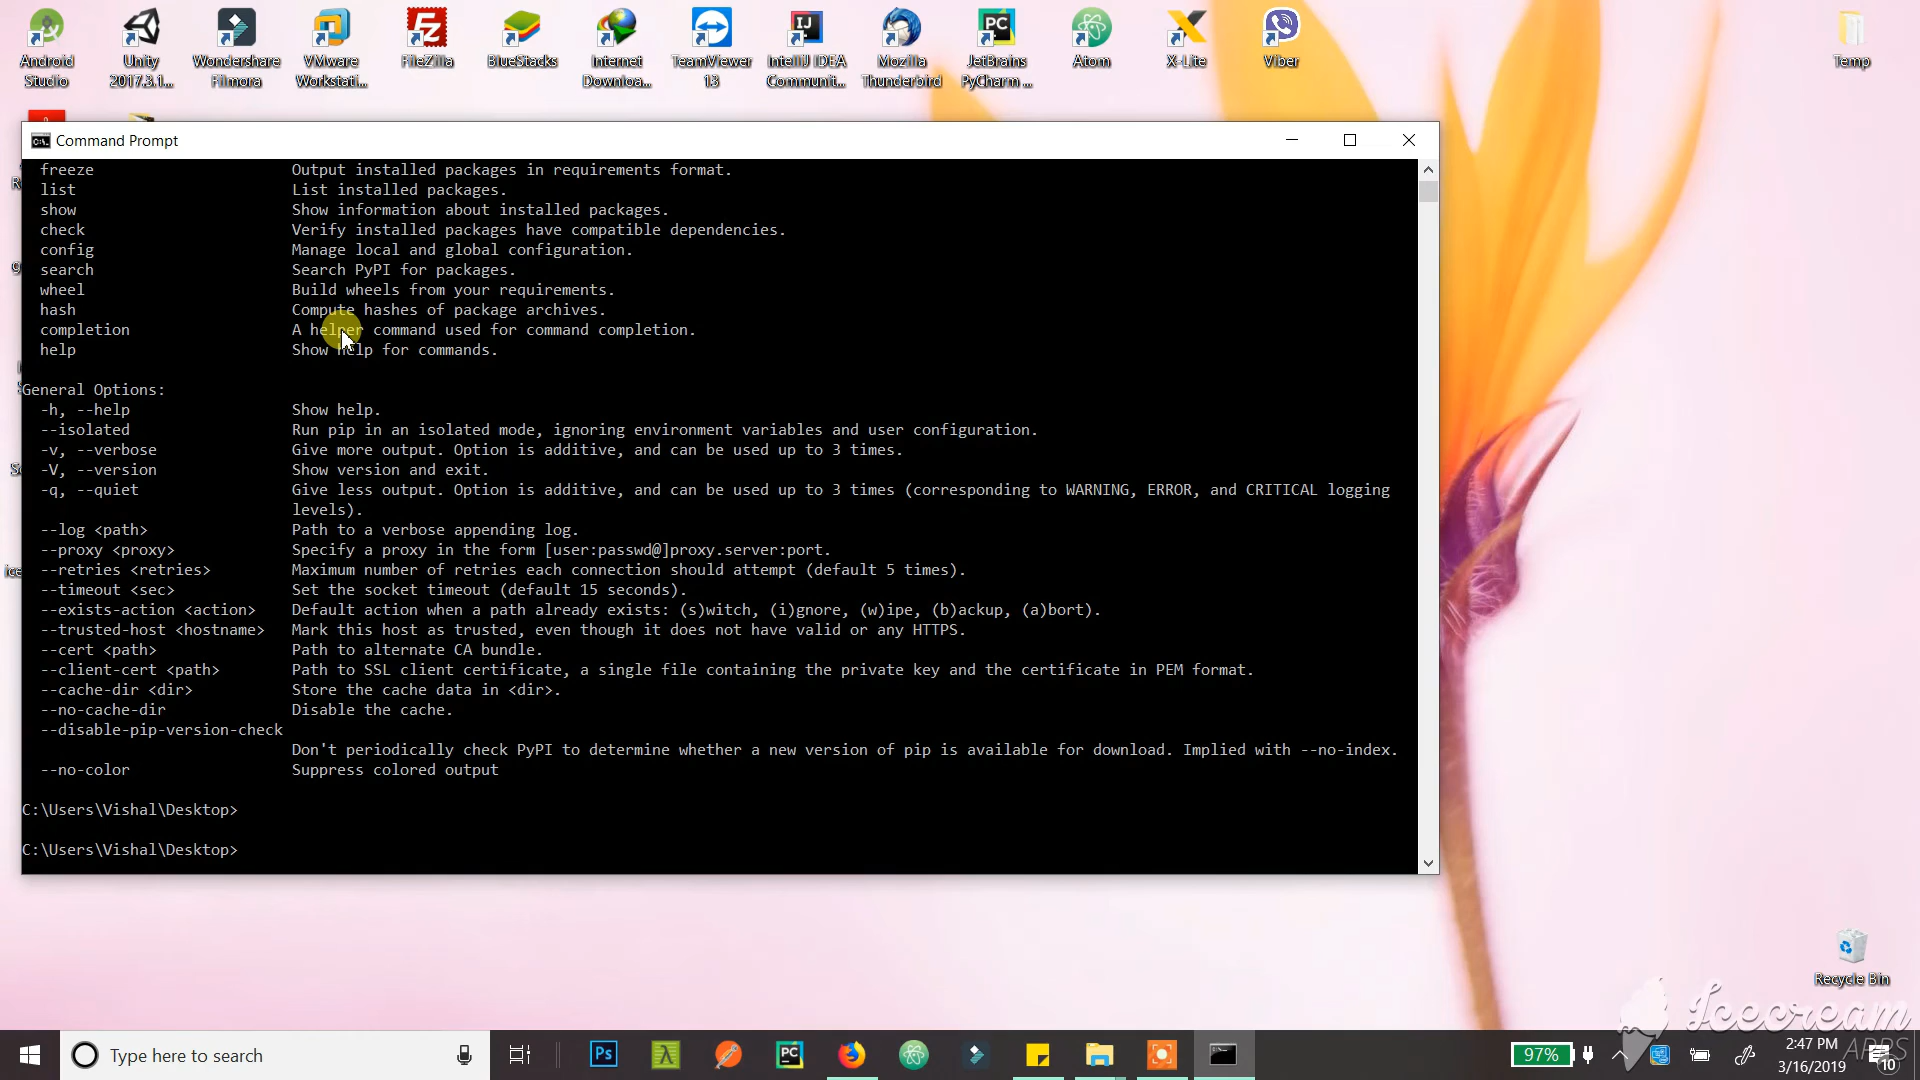 Android
Studio
Unity
2017.3.1...
Wondershare
Filmora
VMware
Workstati...
FileZilla
BlueStacks
Internet
Downloa...
TeamViewer
13
IntelliJ IDEA
Communit...
Mozilla
Thunderbird
JetBrains
PyCharm ...
Atom
X-Lite
Viber
Temp
Command Prompt
freeze Output installed packages in requirements format.
list List installed packages.
show Show information about installed packages.
check Verify installed packages have compatible dependencies.
config Manage local and global configuration.
search Search PyPI for packages.
wheel Build wheels from your requirements.
hash Compute hashes of package archives.
completion A helper command used for command completion.
help Show help for commands.
General Options:
-h, --help Show help.
--isolated Run pip in an isolated mode, ignoring environment variables and user configuration.
-v, --verbose Give more output. Option is additive, and can be used up to 3 times.
-V, --version Show version and exit.
-q, --quiet Give less output. Option is additive, and can be used up to 3 times (corresponding to WARNING, ERROR, and CRITICAL logging
levels).
--log <path> Path to a verbose appending log.
--proxy <proxy> Specify a proxy in the form [user:passwd@]proxy.server:port.
--retries <retries> Maximum number of retries each connection should attempt (default 5 times).
--timeout <sec> Set the socket timeout (default 15 seconds).
--exists-action <action> Default action when a path already exists: (s)witch, (i)gnore, (w)ipe, (b)ackup, (a)bort).
--trusted-host <hostname> Mark this host as trusted, even though it does not have valid or any HTTPS.
--cert <path> Path to alternate CA bundle.
--client-cert <path> Path to SSL client certificate, a single file containing the private key and the certificate in PEM format.
--cache-dir <dir> Store the cache data in <dir>.
--no-cache-dir Disable the cache.
--disable-pip-version-check
Don't periodically check PyPI to determine whether a new version of pip is available for download. Implied with --no-index.
--no-color Suppress colored output
C:\Users\Vishal\Desktop>
C:\Users\Vishal\Desktop>
Recycle Bin
Icecream
APPS
Type here to search
Ps
PC
97%
2:47 PM
3/16/2019
10